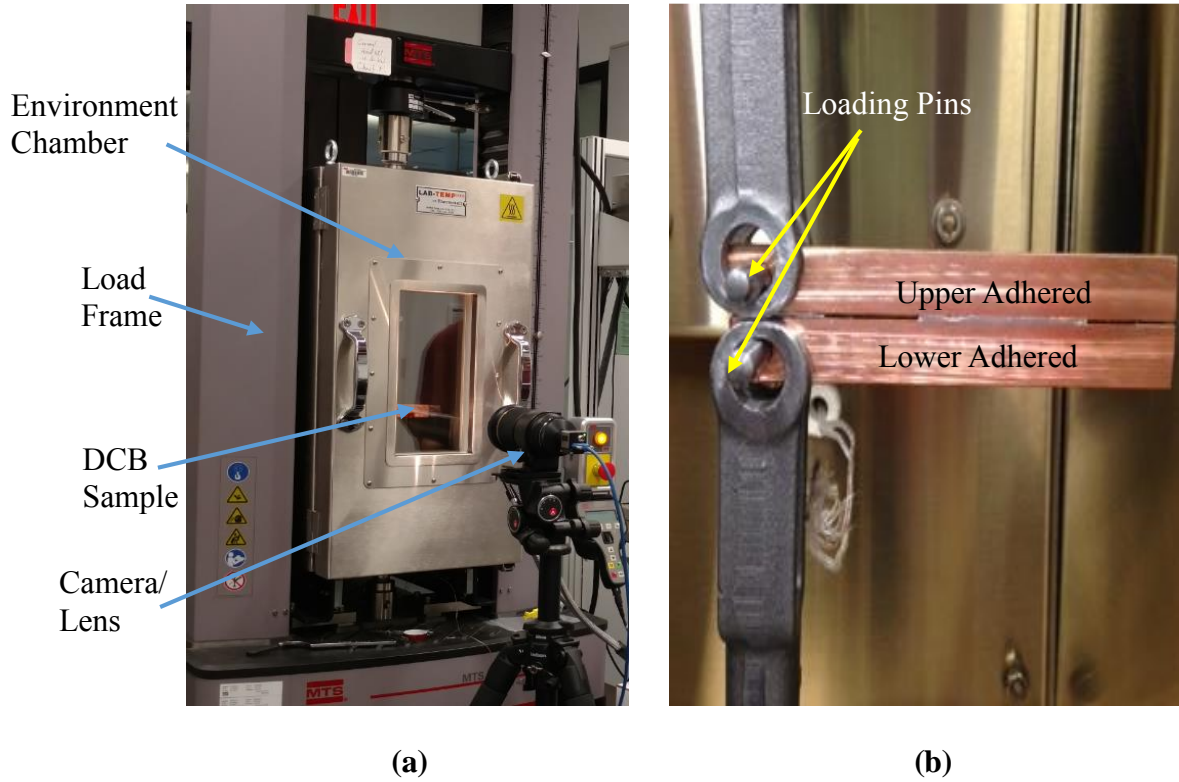 EXIT
MTS
LAB-TEMP
Environment
Chamber
Load
Frame
DCB
Sample
Camera/
Lens
MTS
MTS
Loading Pins
Upper Adhered
Lower Adhered
(a)
(b)